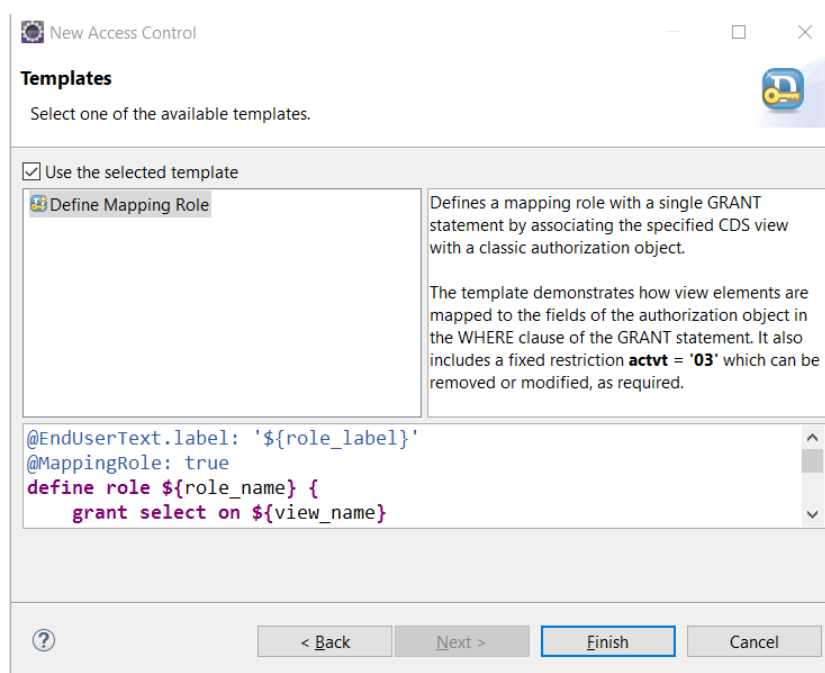 New Access Control
Templates
Select one of the available templates.
Use the selected template
Define Mapping Role
Defines a mapping role with a single GRANT
statement by associating the specified CDS view
with a classic authorization object.
The template demonstrates how view elements are
mapped to the fields of the authorization object in
the WHERE clause of the GRANT statement. It also
includes a fixed restriction actvt = '03' which can be
removed or modified, as required.
@EndUserText.label: '${role_label}'
@MappingRole: true
define role ${role_name} {
    grant select on ${view_name}
< Back
Next >
Finish
Cancel